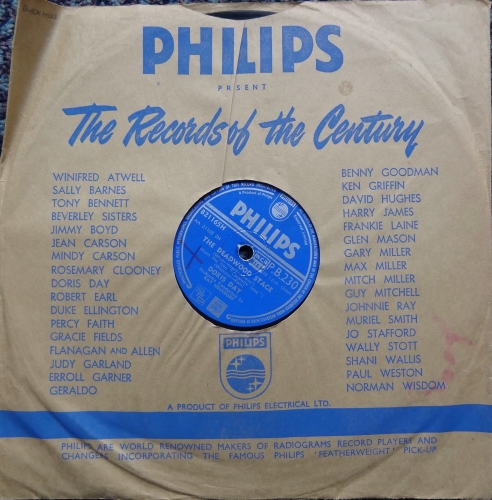 PHILIPS
PRSENT
The Records of the Century
WINIFRED ATWELL
SALLY BARNES
TONY BENNETT
BEVERLEY SISTERS
JIMMY BOYD
JEAN CARSON
MINDY CARSON
ROSEMARY CLOONEY
DORIS DAY
ROBERT EARL
DUKE ELLINGTON
PERCY FAITH
GRACIE FIELDS
FLANAGAN AND ALLEN
JUDY GARLAND
ERROLL GARNER
GERALDO
BENNY GOODMAN
KEN GRIFFIN
DAVID HUGHES
HARRY JAMES
FRANKIE LAINE
GLEN MASON
GARY MILLER
MAX MILLER
MITCH MILLER
GUY MITCHELL
JOHNNIE RAY
MURIEL SMITH
JO STAFFORD
WALLY STOTT
SHANI WALLIS
PAUL WESTON
NORMAN WISDOM
PHILIPS
B21165H
P.B.230
THE DEADWOOD STAGE
DORIS DAY
PHILIPS
A PRODUCT OF PHILIPS ELECTRICAL LTD.
PHILIPS ARE WORLD RENOWNED MAKERS OF RADIOGRAMS RECORD PLAYERS AND
CHANGERS INCORPORATING THE FAMOUS PHILIPS "FEATHERWEIGHT" PICK-UP